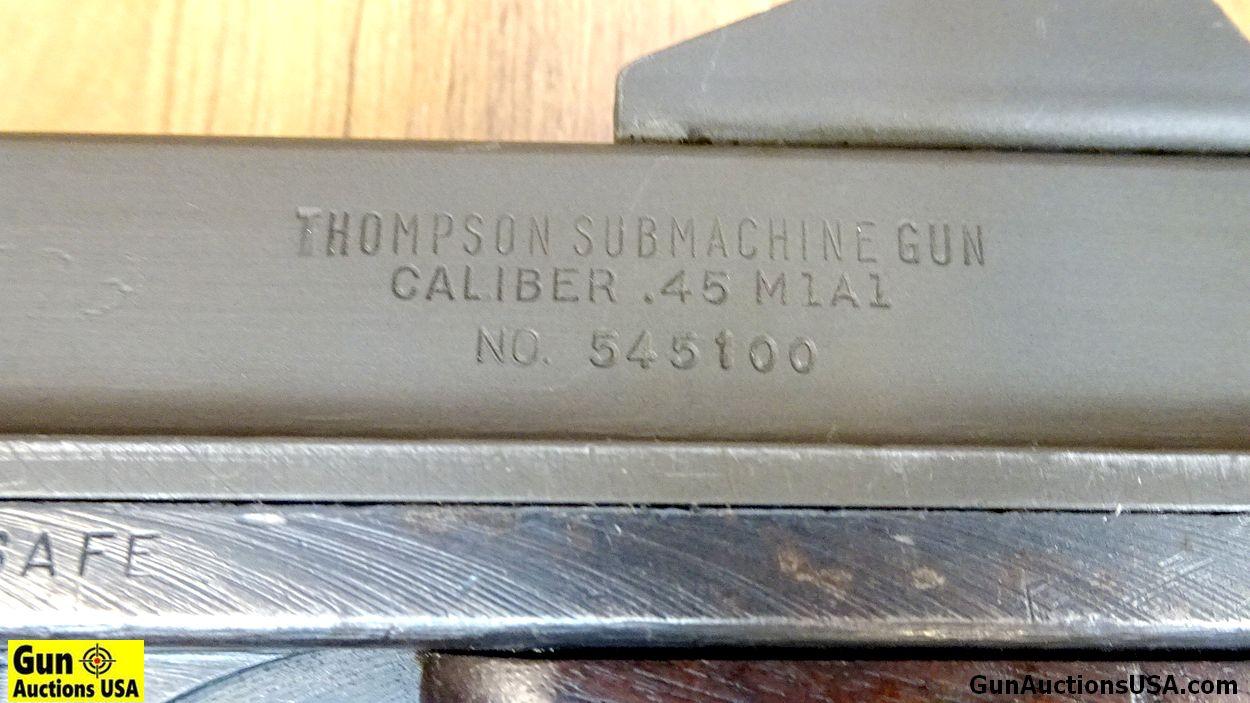 THOMPSON SUBMACHINE GUN
CALIBER .45 M1A1
NO. 545100
SAFE
Gun
Auctions USA
GunAuctionsUSA.com